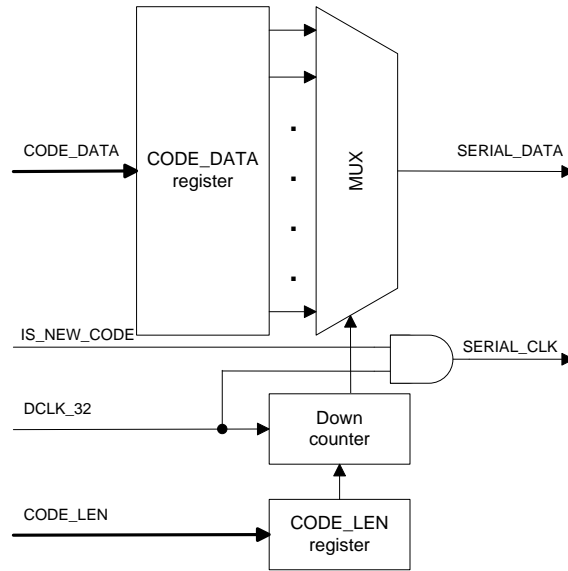 CODE_DATA
CODE_DATA
register
MUX
SERIAL_DATA
IS_NEW_CODE
SERIAL_CLK
DCLK_32
Down
counter
CODE_LEN
CODE_LEN
register